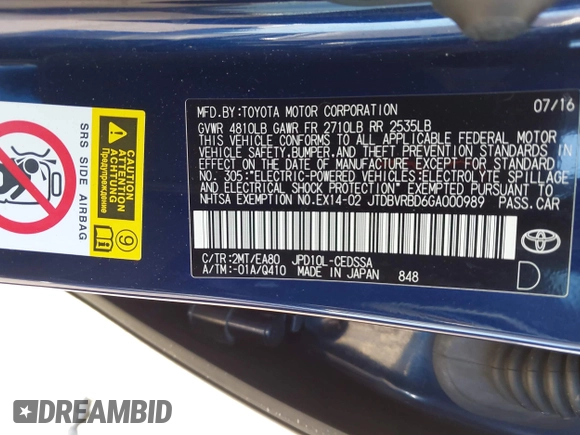 MFD.BY:TOYOTA MOTOR CORPORATION 07/16
GVWR 4810LB GAWR FR 2710LB RR 2535LB
THIS VEHICLE CONFORMS TO ALL APPLICABLE FEDERAL MOTOR
VEHICLE SAFETY,BUMPER,AND THEFT PREVENTION STANDARDS IN
EFFECT ON THE DATE OF MANUFACTURE EXCEPT FOR STANDARD
NO. 305:"ELECTRIC-POWERED VEHICLES:ELECTROLYTE SPILLAGE
AND ELECTRICAL SHOCK PROTECTION" EXEMPTED PURSUANT TO
NHTSA EXEMPTION NO.EX14-02 JTDBVRBD6GA000989 PASS.CAR
C/TR:2MT/EA80 JPD10L-CEDSSA
A/TM:-01A/Q410 MADE IN JAPAN 848
D
CAUTION
ACHTUNG
ATTENTION
Предупреждение
SRS SIDE AIRBAG
9
DREAMBID